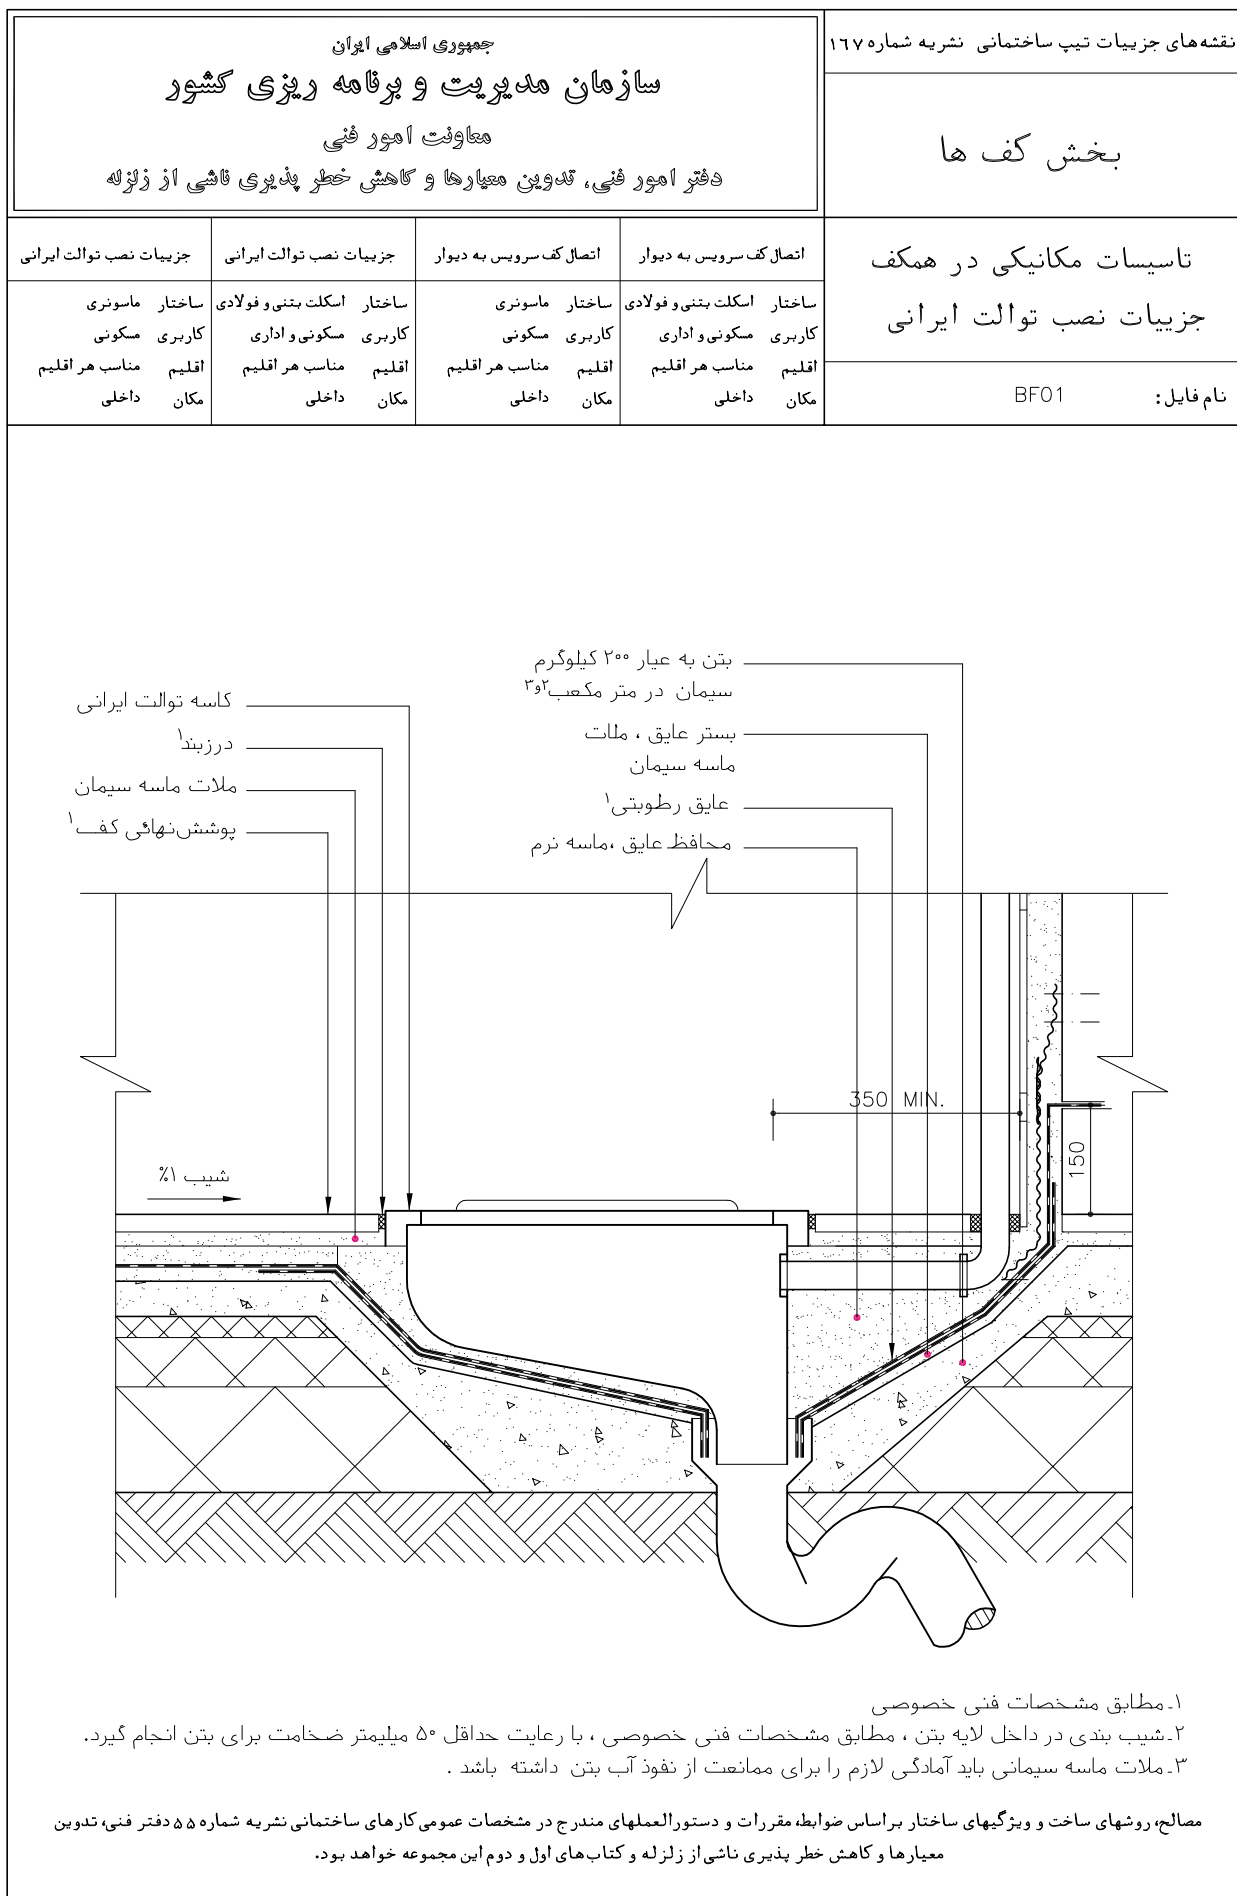 نقشه‌های جزییات تیپ ساختمانی نشریه شماره ۱۶۷
بخش کف ها
جمهوری اسلامی ایران
سازمان مدیریت و برنامه ریزی کشور
معاونت امور فنی
دفتر امور فنی، تدوین معیارها و کاهش خطر پذیری ناشی از زلزله
تاسیسات مکانیکی در همکف
جزییات نصب توالت ایرانی
نام فایل: BF01
اتصال کف سرویس به دیوار
ساختار اسکلت بتنی و فولادی
کاربری مسکونی و اداری
اقلیم مناسب هر اقلیم
مکان داخلی
اتصال کف سرویس به دیوار
ساختار ماسونری
کاربری مسکونی
اقلیم مناسب هر اقلیم
مکان داخلی
جزییات نصب توالت ایرانی
ساختار اسکلت بتنی و فولادی
کاربری مسکونی و اداری
اقلیم مناسب هر اقلیم
مکان داخلی
جزییات نصب توالت ایرانی
ساختار ماسونری
کاربری مسکونی
اقلیم مناسب هر اقلیم
مکان داخلی
بتن به عیار ۲۰۰ کیلوگرم
سیمان در متر مکعب۲و۳
بستر عایق ، ملات
ماسه سیمان
عایق رطوبتی۱
محافظ عایق ،ماسه نرم
کاسه توالت ایرانی
درزبند۱
ملات ماسه سیمان
پوشش‌نهائی کف۱
350 MIN.
150
شیب ۱٪
۱ـ مطابق مشخصات فنی خصوصی
۲ـ شیب بندی در داخل لایه بتن ، مطابق مشخصات فنی خصوصی ، با رعایت حداقل ۵۰ میلیمتر ضخامت برای بتن انجام گیرد.
۳ـ ملات ماسه سیمانی باید آمادگی لازم را برای ممانعت از نفوذ آب بتن داشته باشد .
مصالح، روشهای ساخت و ویژگیهای ساختار براساس ضوابط، مقررات و دستورالعملهای مندرج در مشخصات عمومی کارهای ساختمانی نشریه شماره ۵۵ دفتر فنی، تدوین
معیارها و کاهش خطر پذیری ناشی از زلزله و کتاب‌های اول و دوم این مجموعه خواهد بود.